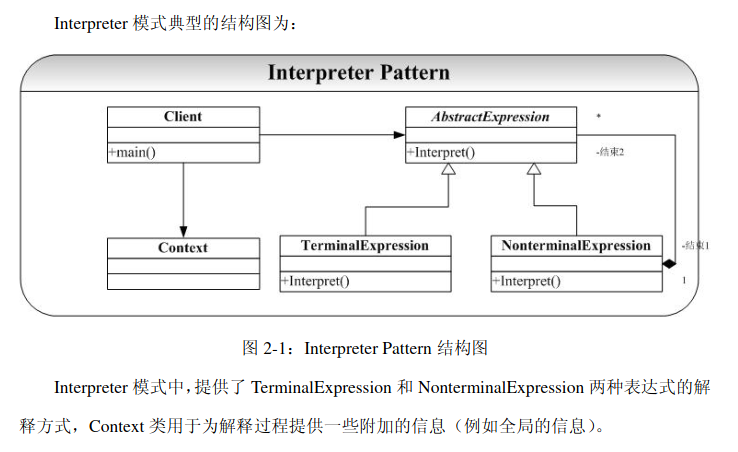 Interpreter 模式典型的结构图为：
Interpreter Pattern
Client
+main()
AbstractExpression
+Interpret()
*
-结束2
Context
TerminalExpression
+Interpret()
NonterminalExpression
+Interpret()
-结束1
1
图 2-1：Interpreter Pattern 结构图
Interpreter 模式中，提供了 TerminalExpression 和 NonterminalExpression 两种表达式的解
释方式，Context 类用于为解释过程提供一些附加的信息（例如全局的信息）。